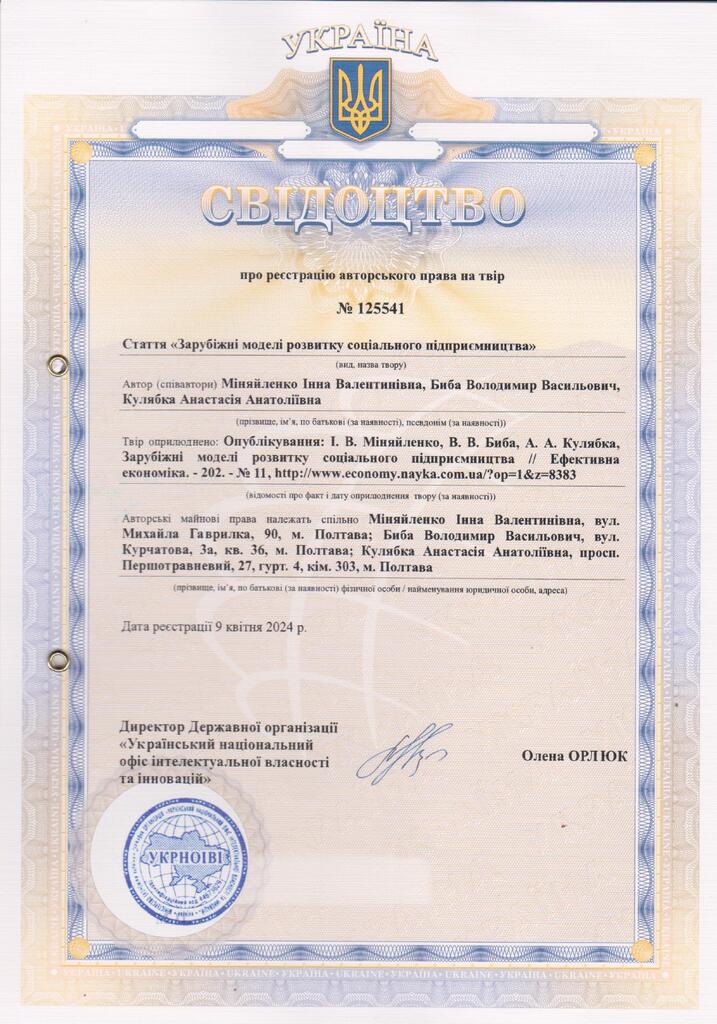 УКРАЇНА
СВІДОЦТВО
про реєстрацію авторського права на твір
№ 125541
Стаття «Зарубіжні моделі розвитку соціального підприємництва»
(вид, назва твору)
Автор (співавтори) Міняйленко Інна Валентинівна, Биба Володимир Васильович,
Кулябка Анастасія Анатоліївна
(прізвище, ім’я, по батькові (за наявності), псевдонім (за наявності))
Твір оприлюднено: Опублікування: І. В. Міняйленко, В. В. Биба, А. А. Кулябка,
Зарубіжні моделі розвитку соціального підприємництва // Ефективна
економіка. - 202. - № 11, http://www.economy.nayka.com.ua/?op=1&z=8383
(відомості про факт і дату оприлюднення твору (за наявності))
Авторські майнові права належать спільно Міняйленко Інна Валентинівна, вул.
Михайла Гаврилка, 90, м. Полтава; Биба Володимир Васильович, вул.
Курчатова, 3а, кв. 36, м. Полтава; Кулябка Анастасія Анатоліївна, просп.
Першотравневий, 27, гурт. 4, кім. 303, м. Полтава
(прізвище, ім’я, по батькові (за наявності) фізичної особи / найменування юридичної особи, адреса)
Дата реєстрації 9 квітня 2024 р.
Директор Державної організації
«Український національний
офіс інтелектуальної власності
та інновацій»
Олена ОРЛЮК
УКРНОІВІ